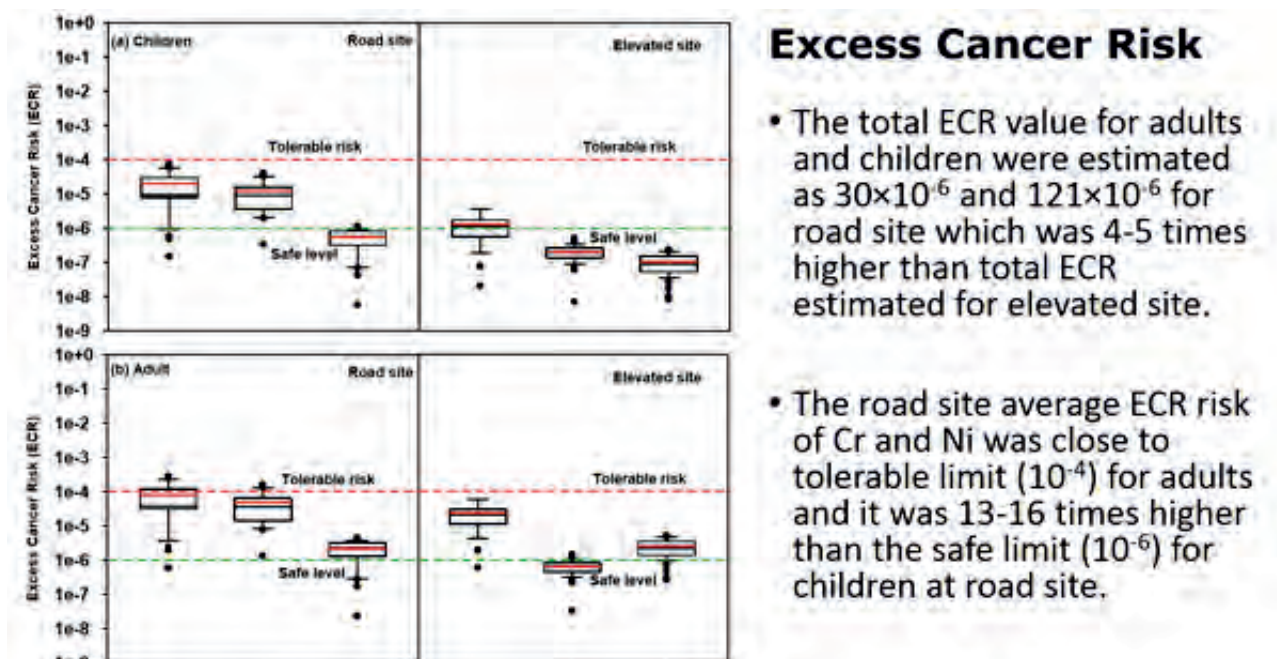 1e+0
(a) Children
Road site
Elevated site
1e-1
1e-2
1e-3
Tolerable risk
Tolerable risk
1e-4
1e-5
1e-6
Safe level
Safe level
1e-7
1e-8
1e-9
Excess Cancer Risk (ECR)
1e+0
(b) Adult
Road site
Elevated site
1e-1
1e-2
1e-3
Tolerable risk
Tolerable risk
1e-4
1e-5
1e-6
Safe level
Safe level
1e-7
1e-8
Excess Cancer Risk (ECR)
Excess Cancer Risk
• The total ECR value for adults
and children were estimated
as 30×10⁻⁶ and 121×10⁻⁶ for
road site which was 4-5 times
higher than total ECR
estimated for elevated site.
• The road site average ECR risk
of Cr and Ni was close to
tolerable limit (10⁻⁴) for adults
and it was 13-16 times higher
than the safe limit (10⁻⁶) for
children at road site.